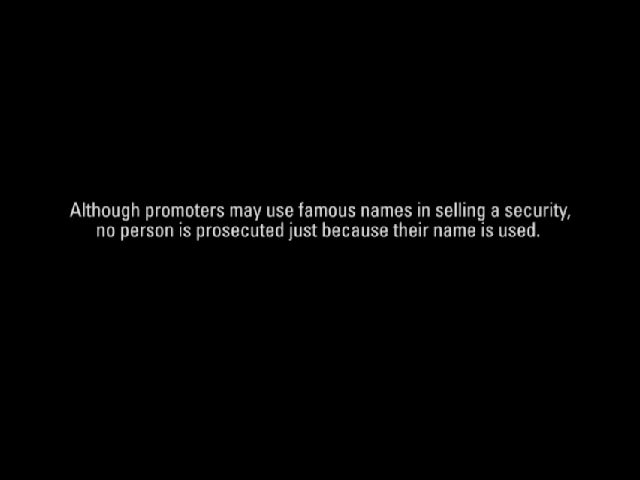 Although promoters may use famous names in selling a security,
no person is prosecuted just because their name is used.